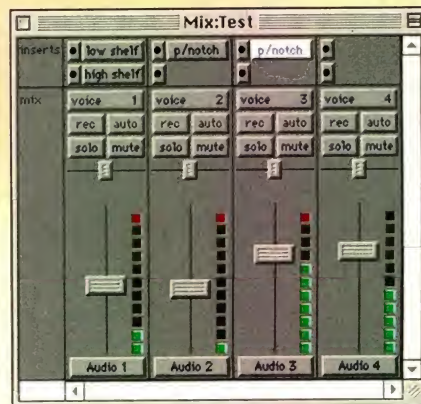 Mix:Test
inserts low shelf p/notch p/notch
high shelf
mix voice 1 voice 2 voice 3 voice 4
rec auto rec auto rec auto rec auto
solo mute solo mute solo mute solo mute
Audio 1 Audio 2 Audio 3 Audio 4